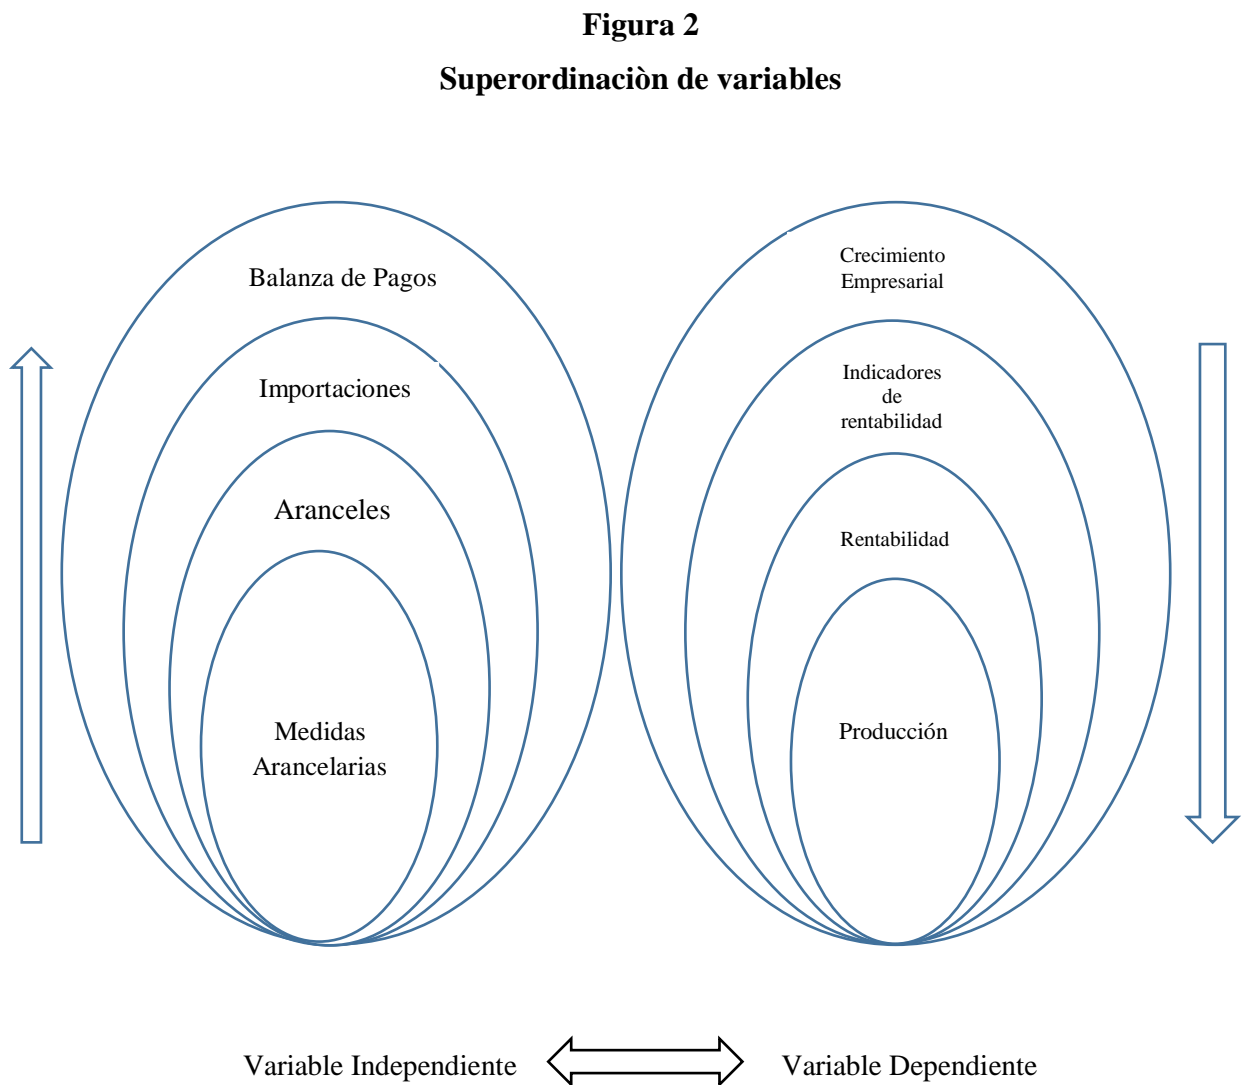 Figura 2
Superordinaciòn de variables
Balanza de Pagos
Importaciones
Aranceles
Medidas
Arancelarias
Crecimiento
Empresarial
Indicadores
de
rentabilidad
Rentabilidad
Producción
Variable Independiente
Variable Dependiente